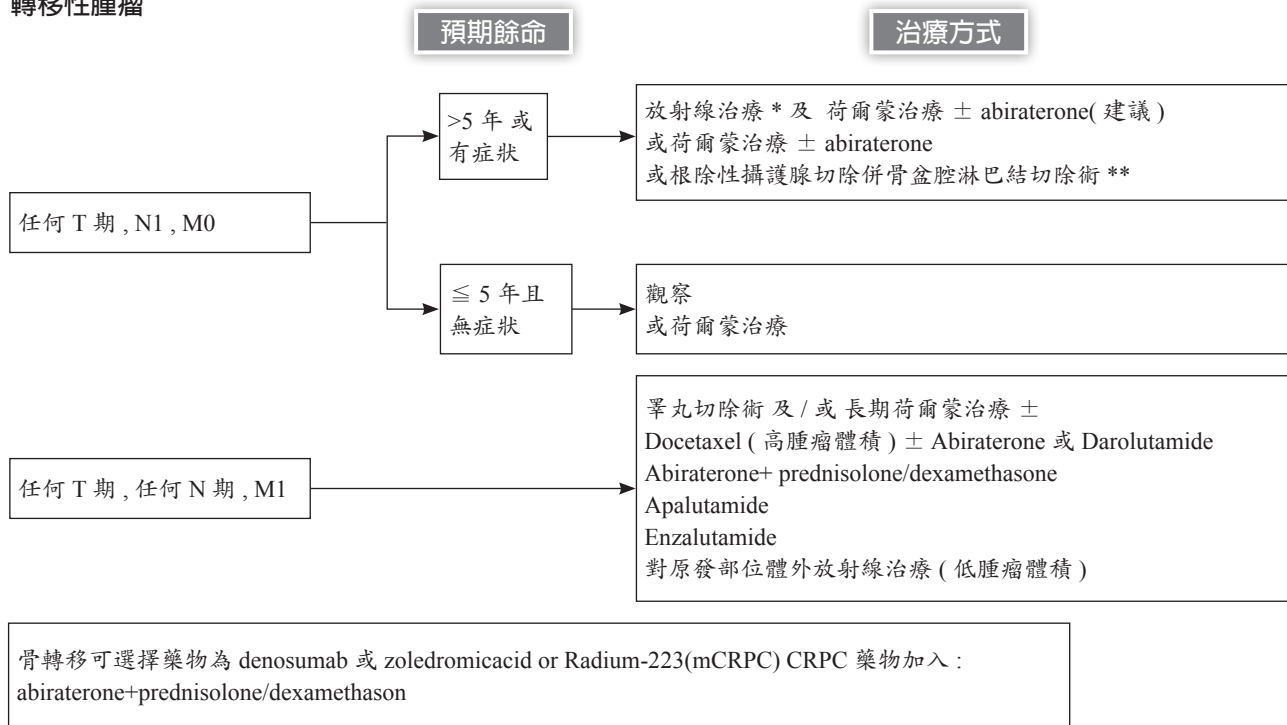 轉移性腫瘤
預期餘命
治療方式
>5 年 或
有症狀
放射線治療 * 及 荷爾蒙治療 ± abiraterone( 建議 )
或荷爾蒙治療 ± abiraterone
或根除性攝護腺切除併骨盆腔淋巴結切除術 **
任何 T 期 , N1 , M0
≦ 5 年且
無症狀
觀察
或荷爾蒙治療
任何 T 期 , 任何 N 期 , M1
睪丸切除術 及 / 或 長期荷爾蒙治療 ±
Docetaxel ( 高腫瘤體積 ) ± Abiraterone 或 Darolutamide
Abiraterone+ prednisolone/dexamethasone
Apalutamide
Enzalutamide
對原發部位體外放射線治療 ( 低腫瘤體積 )
骨轉移可選擇藥物為 denosumab 或 zoledromicacid or Radium-223(mCRPC) CRPC 藥物加入 :
abiraterone+prednisolone/dexamethason